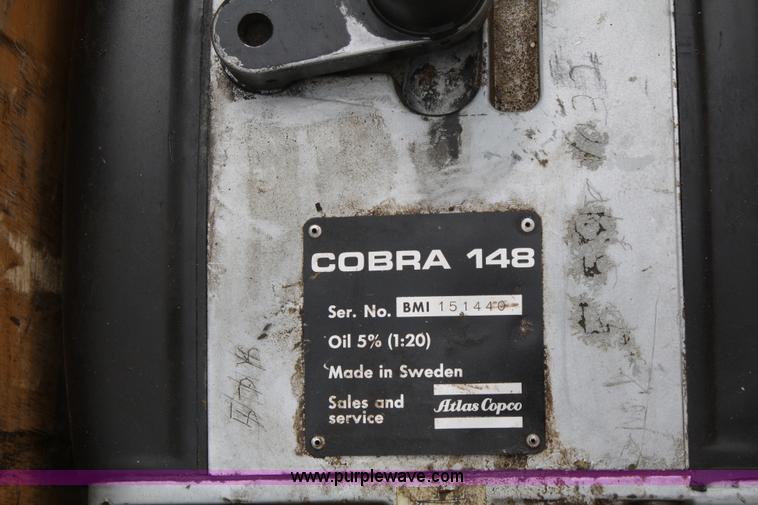 COBRA 148
Ser. No. BMI 151440
Oil 5% (1:20)
Made in Sweden
Sales and service
Atlas Copco
www.purplewave.com